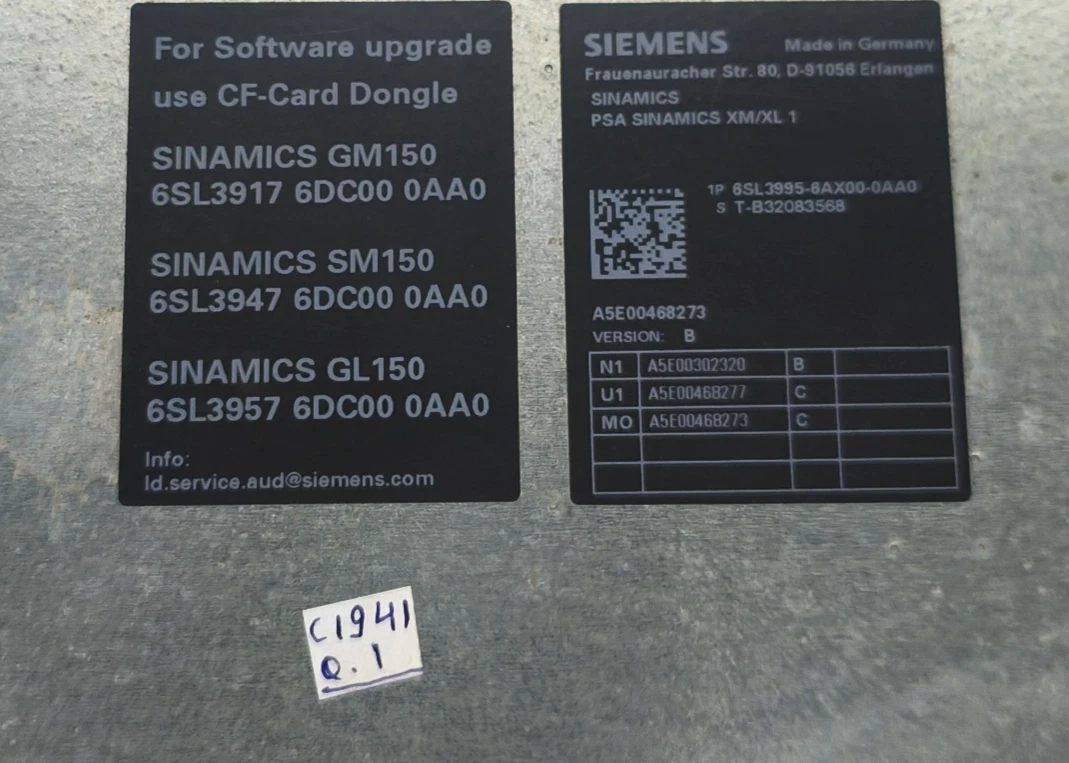 For Software upgrade
use CF-Card Dongle
SINAMICS GM150
6SL3917 6DC00 0AA0
SINAMICS SM150
6SL3947 6DC00 0AA0
SINAMICS GL150
6SL3957 6DC00 0AA0
Info:
ld.service.aud@siemens.com
SIEMENS Made in Germany
Frauenauracher Str. 80, D-91056 Erlangen
SINAMICS
PSA SINAMICS XM/XL 1
1P 6SL3995-6AX00-0AA0
S T-B32083568
A5E00468273
VERSION: B
N1 A5E00302320 B
U1 A5E00468277 C
MO A5E00468273 C
C1941
Q.1